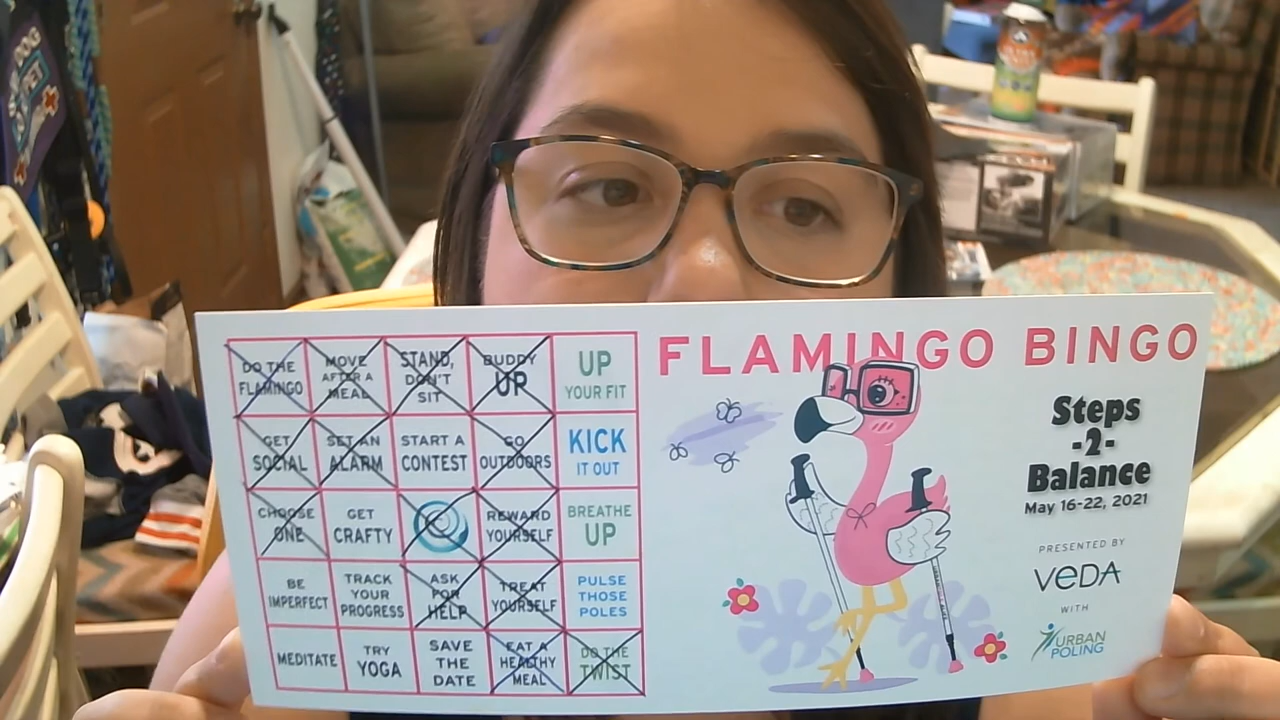 DO THE
FLAMINGO
MOVE
AFTER A
MEAL
STAND,
DON'T
SIT
BUDDY
UP
UP
YOUR FIT
GET
SOCIAL
SET AN
ALARM
START A
CONTEST
GO
OUTDOORS
KICK
IT OUT
CHOOSE
ONE
GET
CRAFTY
REWARD
YOURSELF
BREATHE
UP
BE
IMPERFECT
TRACK
YOUR
PROGRESS
ASK
FOR
HELP
TREAT
YOURSELF
PULSE
THOSE
POLES
MEDITATE
TRY
YOGA
SAVE
THE
DATE
EAT A
HEALTHY
MEAL
DO THE
TWIST
FLAMINGO BINGO
Steps
-2-
Balance
May 16-22, 2021
PRESENTED BY
VeDA
WITH
URBAN
POLING
DOG